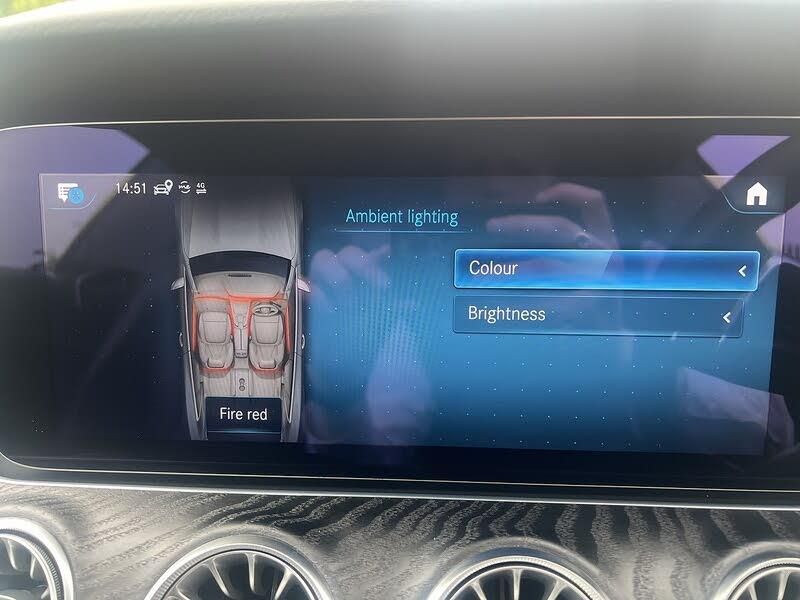 14:51 4G
Ambient lighting
Colour
Brightness
Fire red